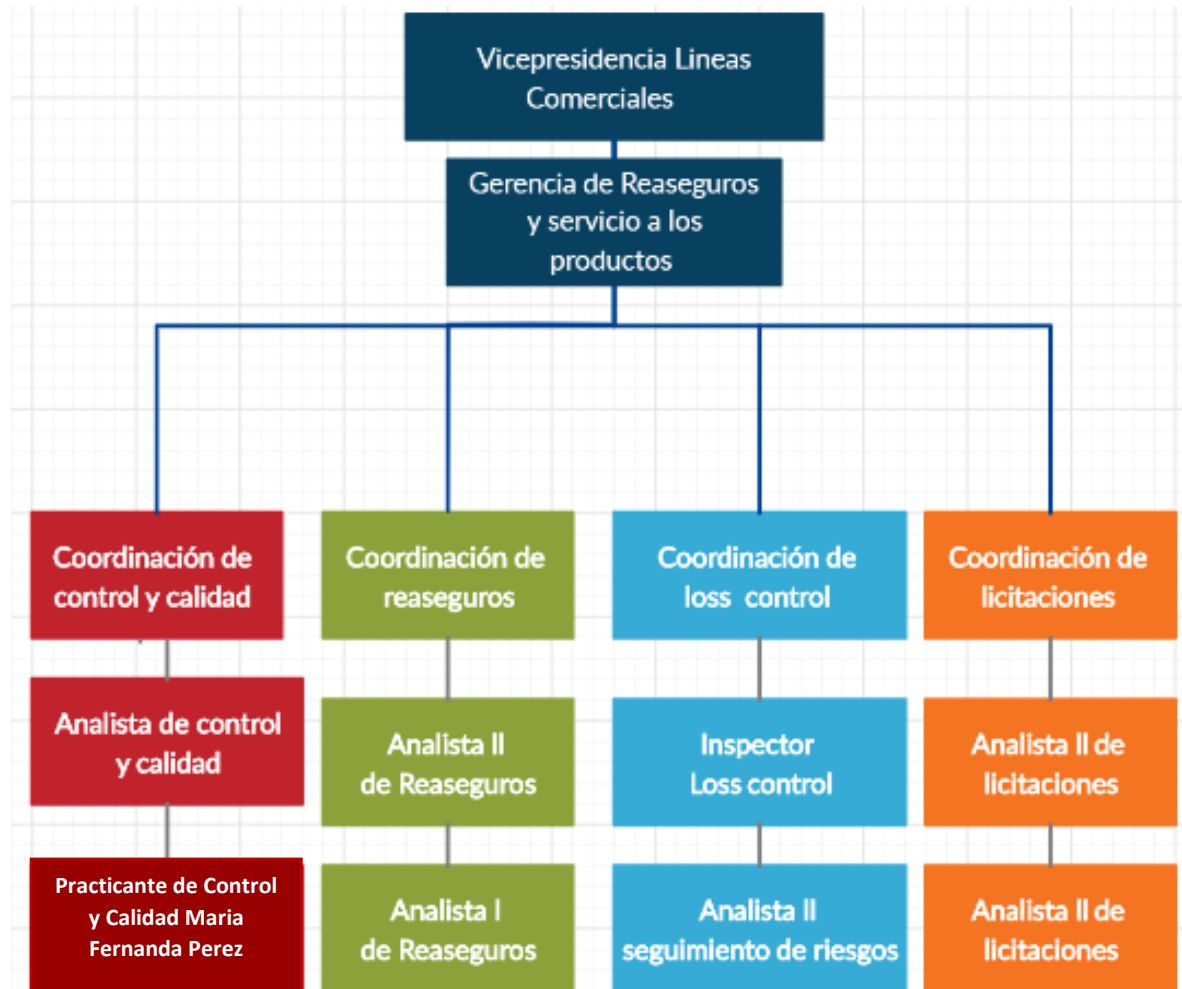 Vicepresidencia Lineas
Comerciales
Gerencia de Reaseguros
y servicio a los
productos
Coordinación de
control y calidad
Coordinación de
reaseguros
Coordinación de
loss control
Coordinación de
licitaciones
Analista de control
y calidad
Analista II
de Reaseguros
Inspector
Loss control
Analista II de
licitaciones
Practicante de Control
y Calidad Maria
Fernanda Perez
Analista I
de Reaseguros
Analista II
seguimiento de riesgos
Analista II de
licitaciones